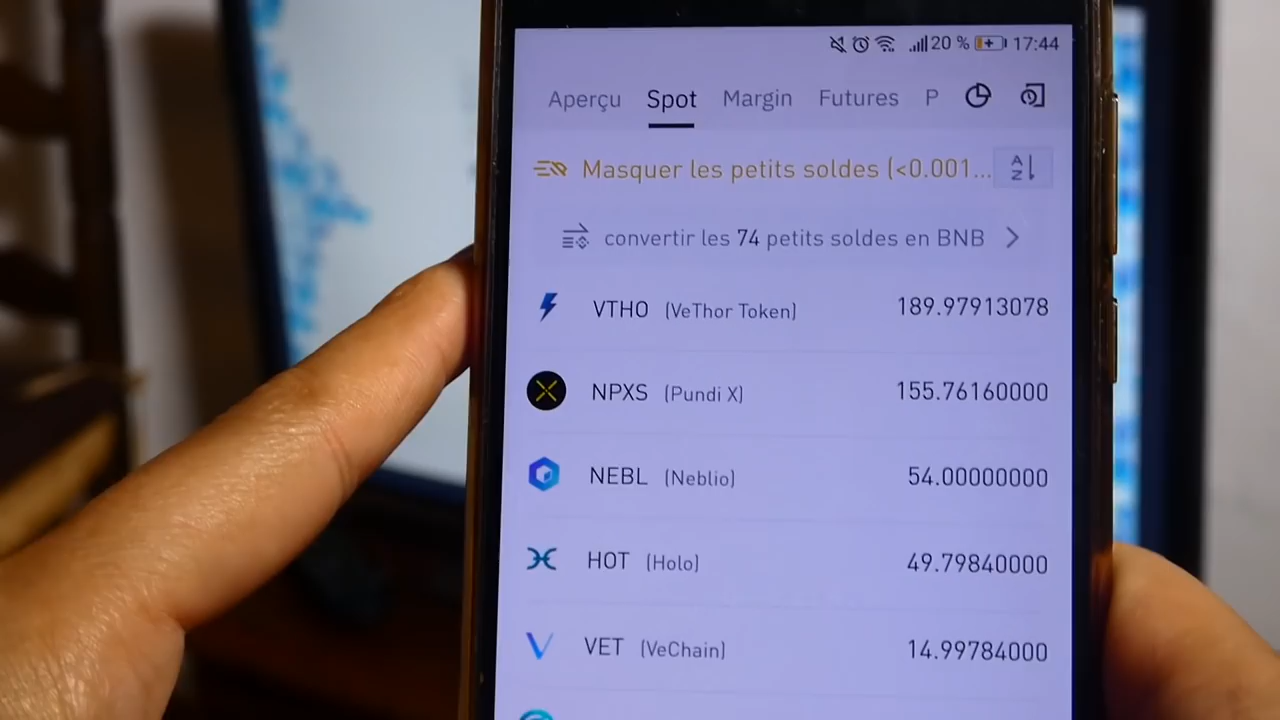 20 % 17:44
Aperçu Spot Margin Futures P
Masquer les petits soldes (<0.001...
convertir les 74 petits soldes en BNB
VTHO (VeThor Token) 189.97913078
NPXS (Pundi X) 155.76160000
NEBL (Neblio) 54.00000000
HOT (Holo) 49.79840000
VET (VeChain) 14.99784000